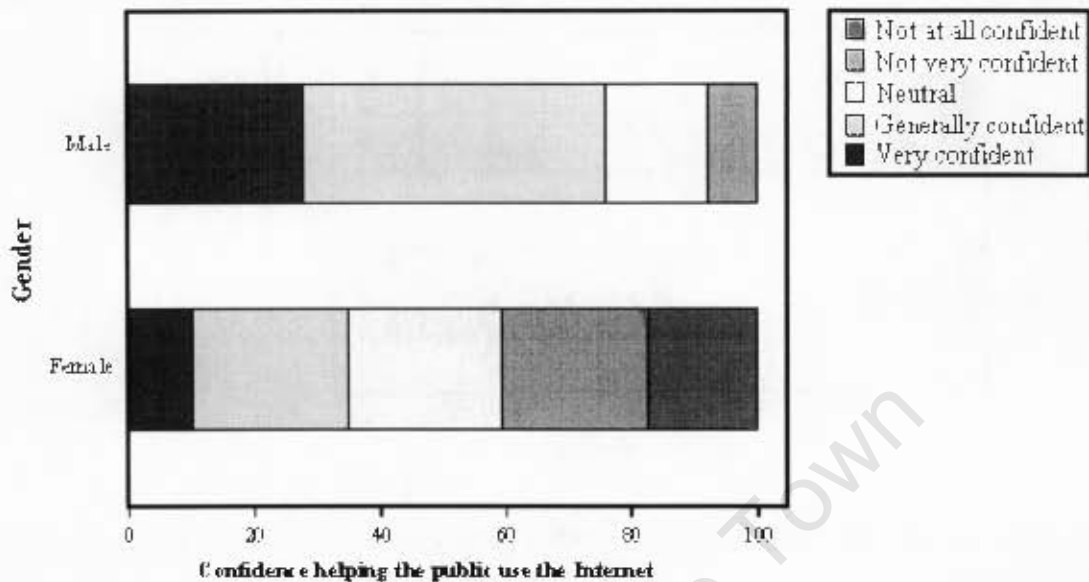 Not at all confident
Not very confident
Neutral
Generally confident
Very confident
Male
Gender
Female
0 20 40 60 80 100
Confidence helping the public use the Internet
Town